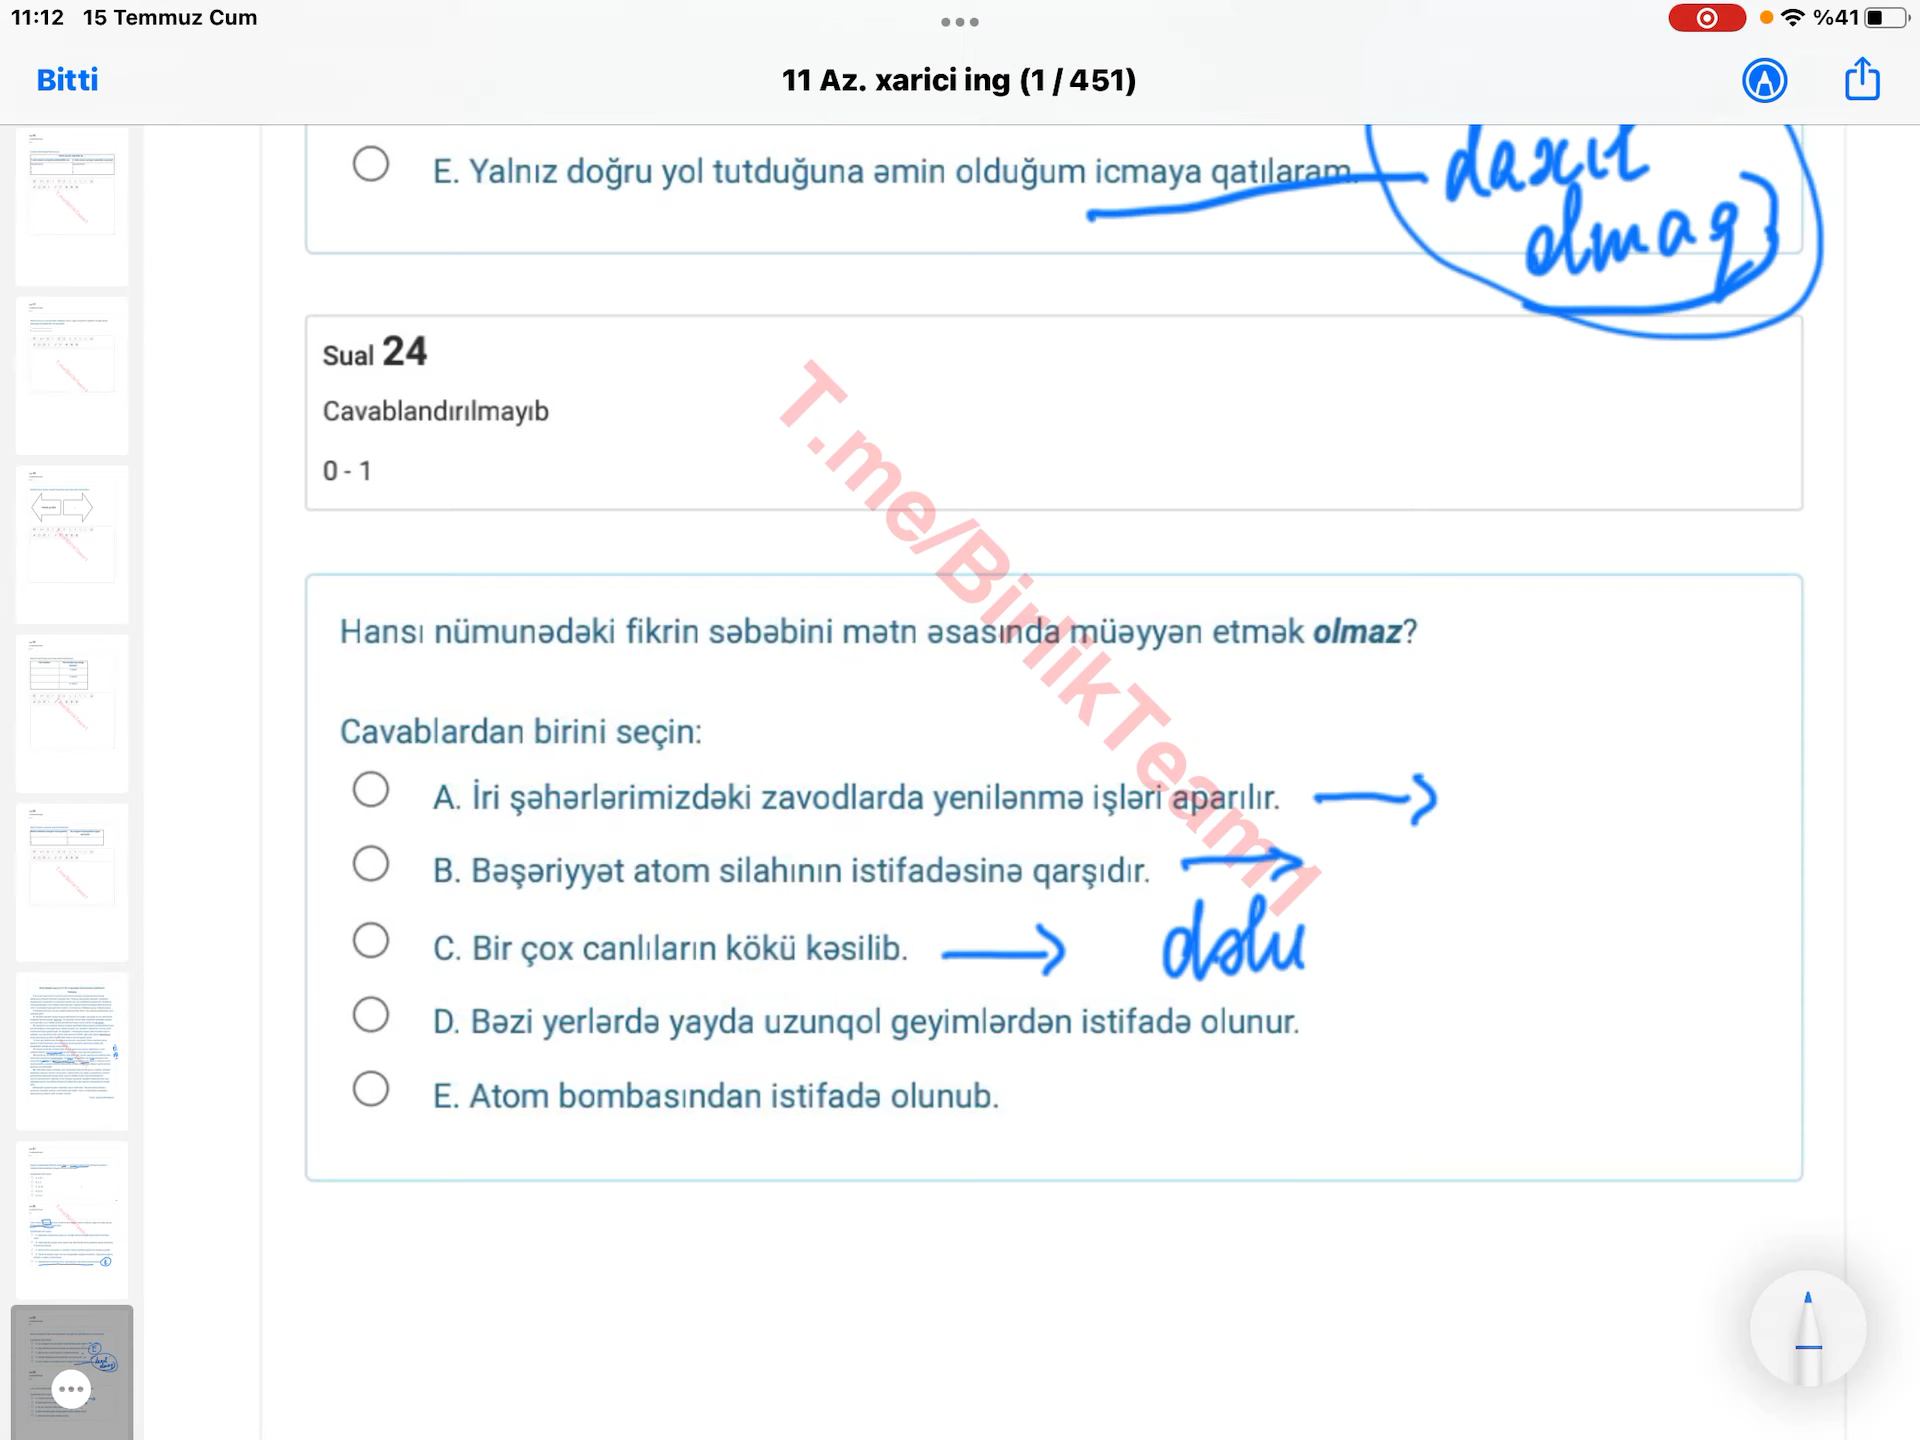 11:12 15 Temmuz Cum
%41
Bitti
11 Az. xarici ing (1 / 451)
E. Yalnız doğru yol tutduğuna əmin olduğum icmaya qatılaram.
daxil
olmaq
Sual 24
Cavablandırılmayıb
0 - 1
T.me/BirlikTeam1
Hansı nümunədəki fikrin səbəbini mətn əsasında müəyyən etmək olmaz?
Cavablardan birini seçin:
A. İri şəhərlərimizdəki zavodlarda yenilənmə işləri aparılır.
B. Bəşəriyyət atom silahının istifadəsinə qarşıdır.
C. Bir çox canlıların kökü kəsilib.
dəlu
D. Bəzi yerlərdə yayda uzunqol geyimlərdən istifadə olunur.
E. Atom bombasından istifadə olunub.